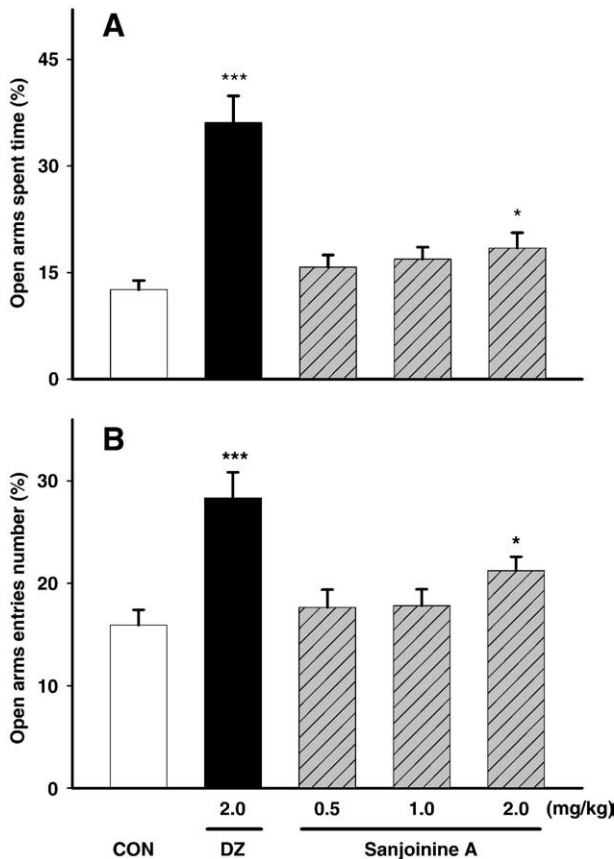 A
Open arms spent time (%)
45
30
15
0
***
*
B
Open arms entries number (%)
30
20
10
0
***
*
2.0 0.5 1.0 2.0 (mg/kg)
CON DZ Sanjoinine A